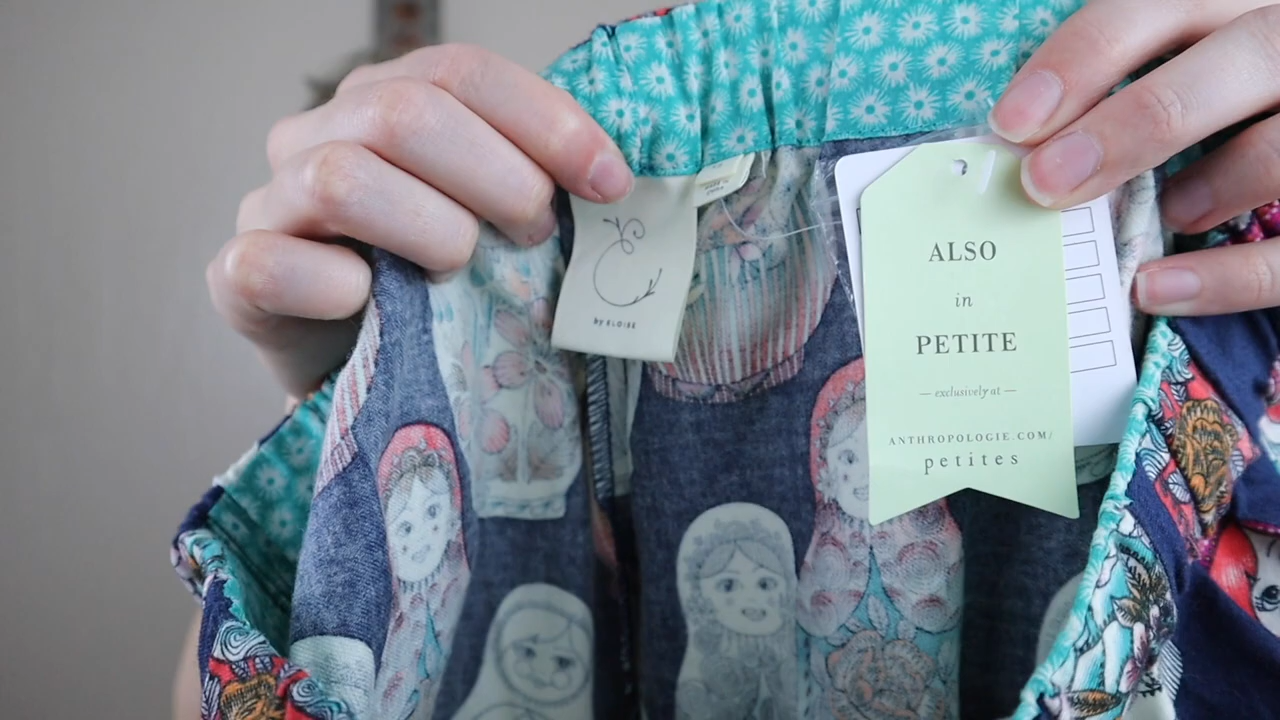 by ELOISE
ALSO
in
PETITE
— exclusively at —
ANTHROPOLOGIE.COM/
petites